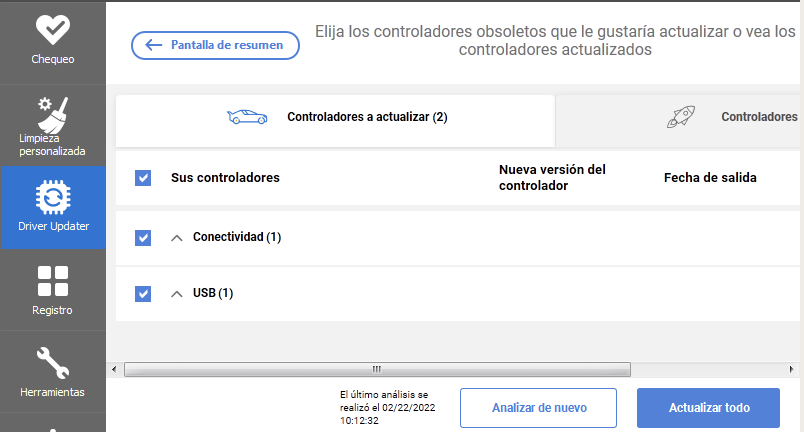 Chequeo
Limpieza
personalizada
Driver Updater
Registro
Herramientas
Pantalla de resumen
Elija los controladores obsoletos que le gustaría actualizar o vea los
controladores actualizados
Controladores a actualizar (2)
Controladores
Sus controladores
Nueva versión del
controlador
Fecha de salida
Conectividad (1)
USB (1)
El último análisis se
realizó el 02/22/2022
10:12:32
Analizar de nuevo
Actualizar todo